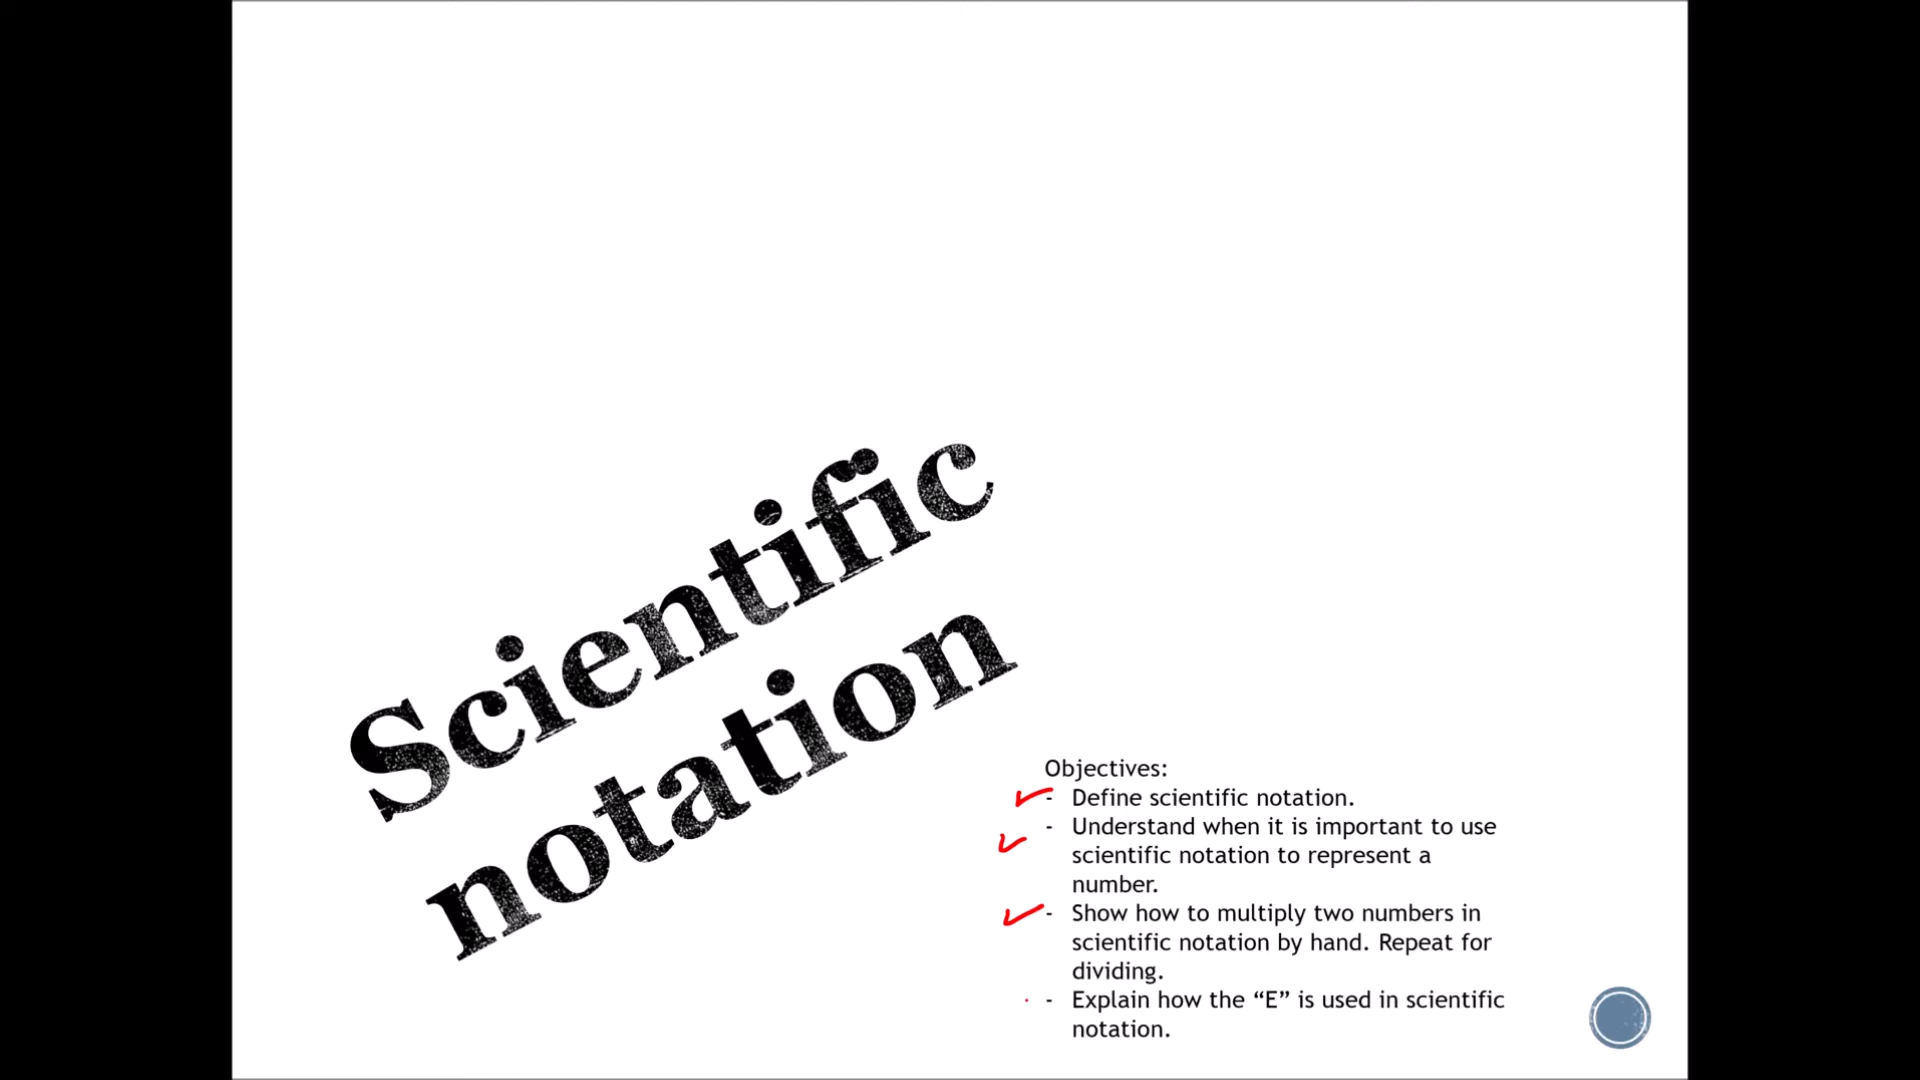 Scientific
notation
Objectives:
- Define scientific notation.
- Understand when it is important to use
scientific notation to represent a
number.
- Show how to multiply two numbers in
scientific notation by hand. Repeat for
dividing.
- Explain how the “E” is used in scientific
notation.